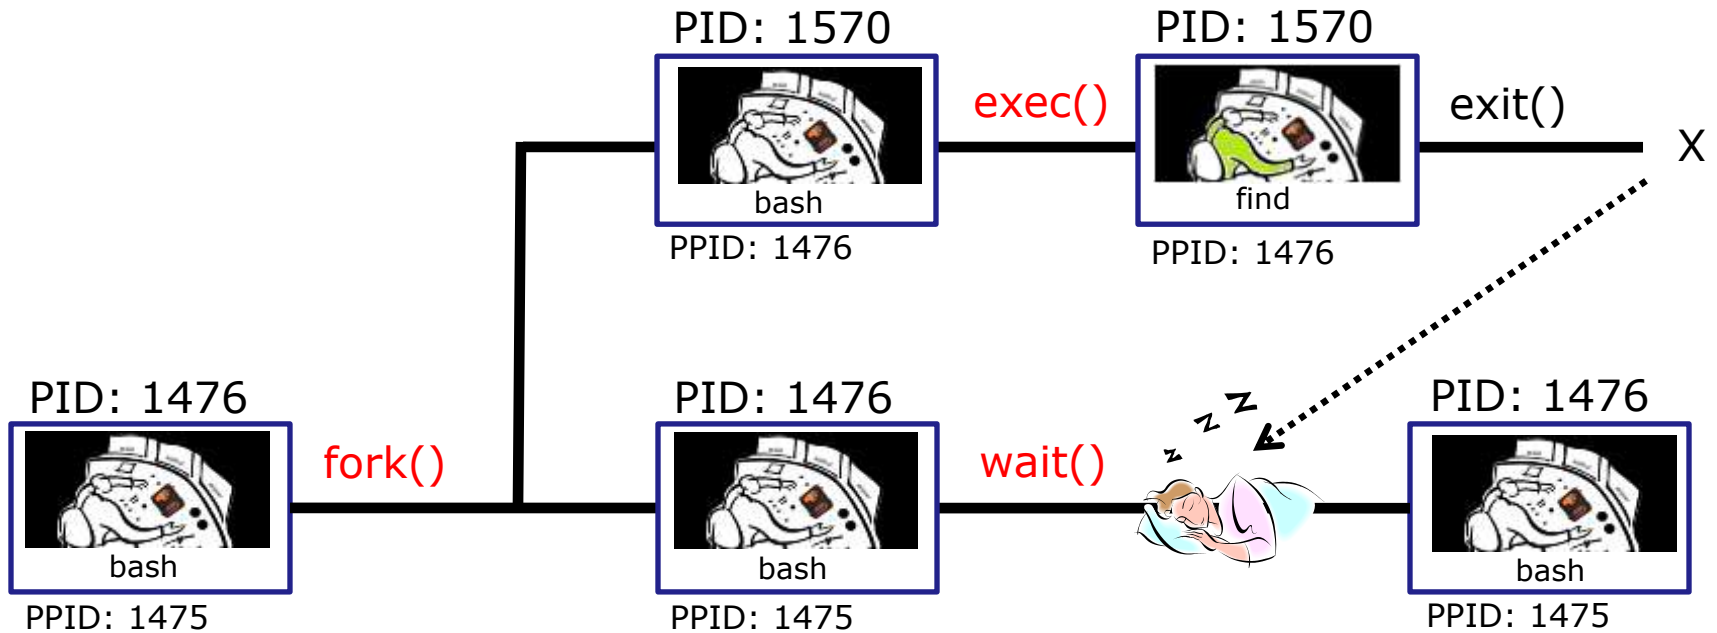 PID: 1570
PID: 1570
exec()
exit()
X
bash
find
PPID: 1476
PPID: 1476
PID: 1476
PID: 1476
z z z
PID: 1476
fork()
wait()
bash
bash
bash
PPID: 1475
PPID: 1475
PPID: 1475